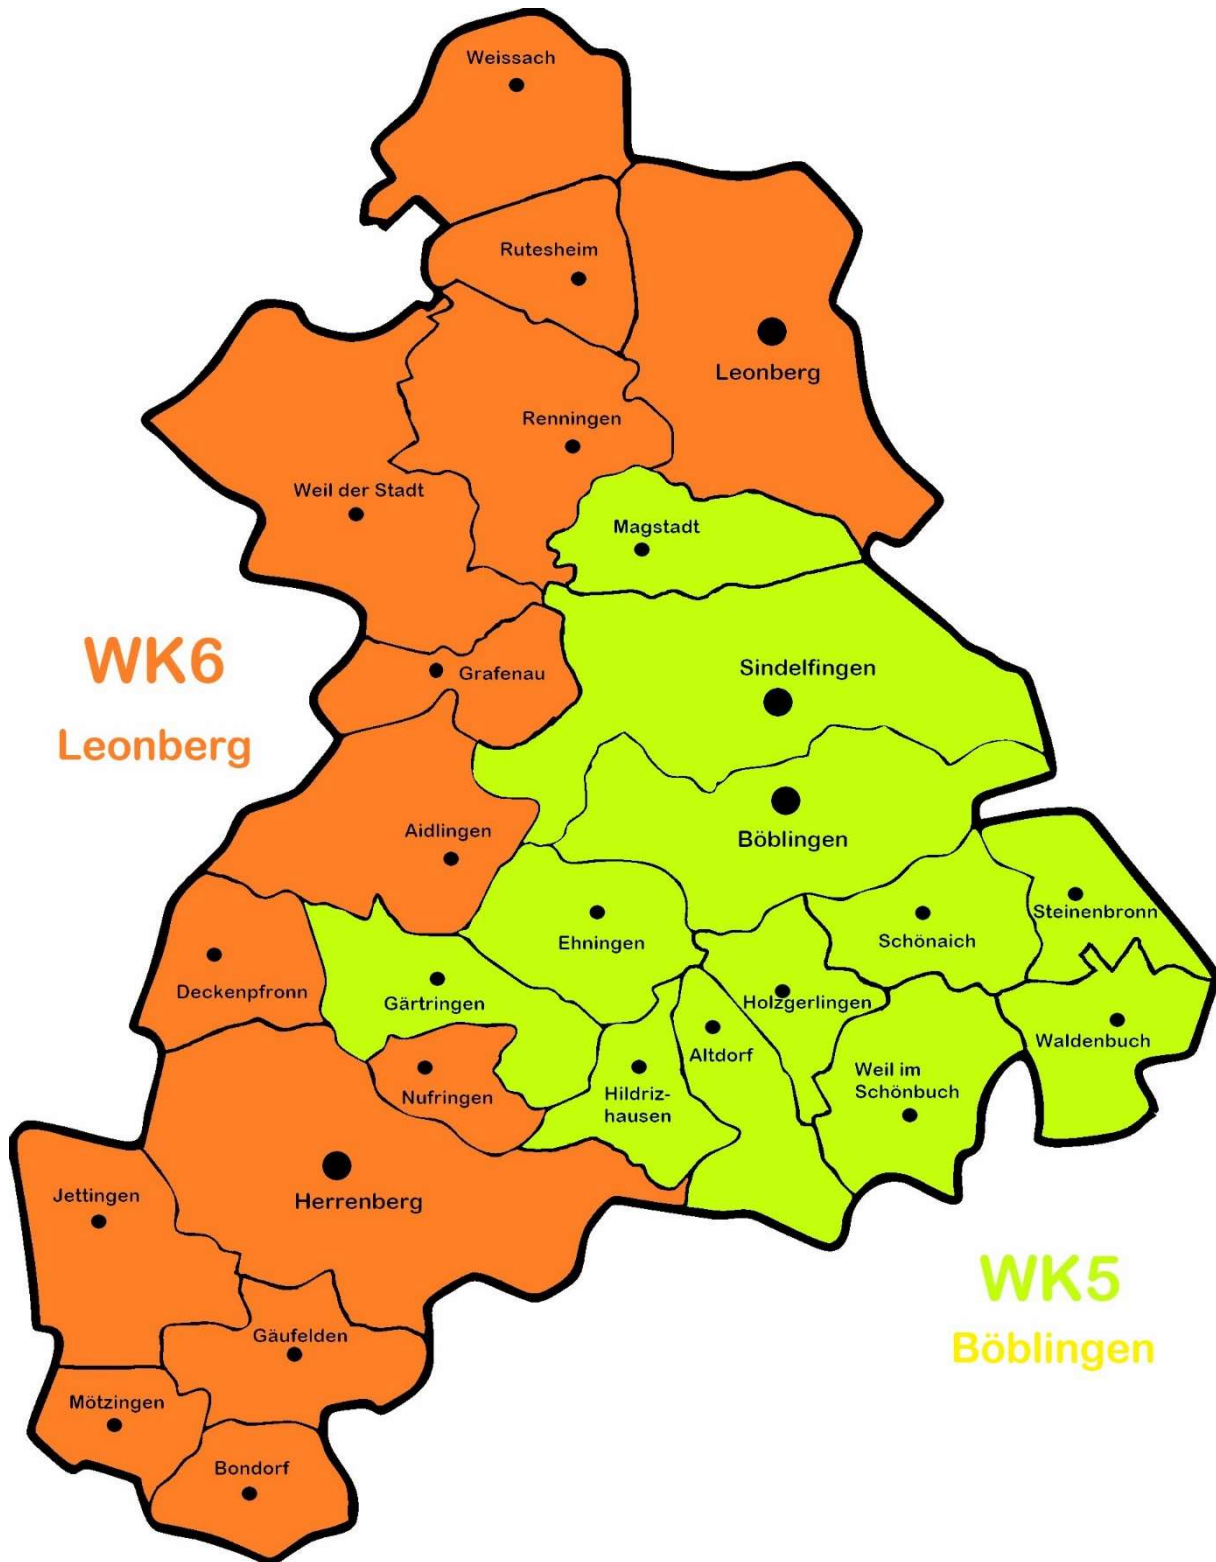 Weissach
Rutesheim
Leonberg
Renningen
Weil der Stadt
Magstadt
WK6
Leonberg
Grafenau
Sindelfingen
Aidlingen
Böblingen
Ehningen
Schönaich
Steinenbronn
Deckenpfronn
Gärtringen
Holzgerlingen
Altdorf
Waldenbuch
Nufringen
Hildriz-
hausen
Weil im
Schönbuch
Jettingen
Herrenberg
WK5
Böblingen
Gäufelden
Mötzingen
Bondorf